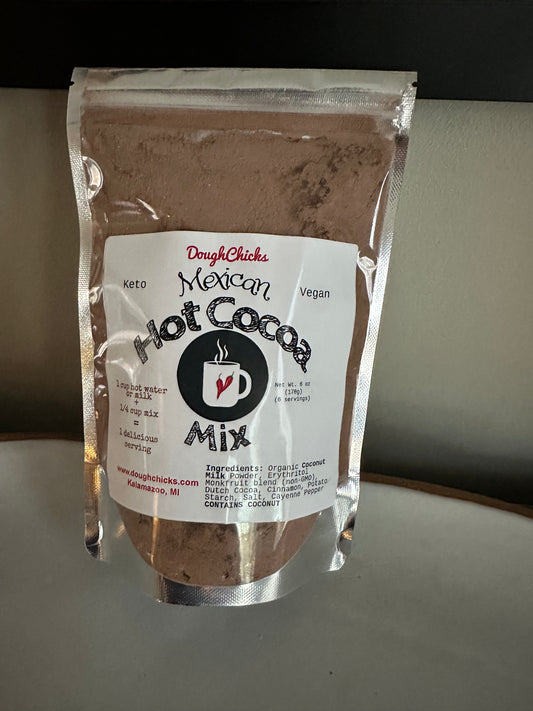 DoughChicks
Mexican
Keto
Vegan
Hot Cocoa
Mix
1 cup hot water
or milk
+
1/4 cup mix
=
1 delicious
serving
Net Wt. 6 oz
(170g)
(6 servings)
www.doughchicks.com
Kalamazoo, MI
Ingredients: Organic Coconut
Milk Powder, Erythritol
Monkfruit blend (non-GMO),
Dutch Cocoa, Cinnamon, Potato
Starch, Salt, Cayenne Pepper
CONTAINS COCONUT